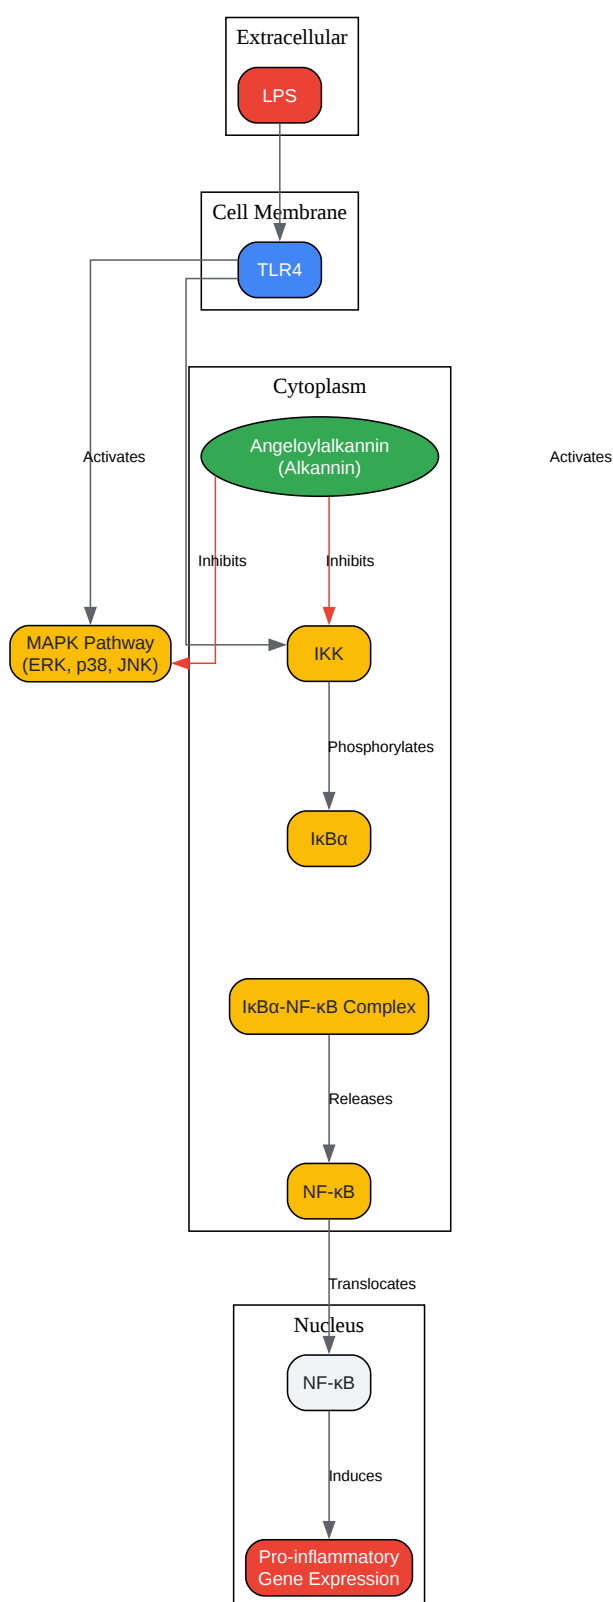 Extracellular
LPS
Cell Membrane
TLR4
Cytoplasm
Angeloylalkannin
(Alkannin)
Activates
Activates
Inhibits
Inhibits
MAPK Pathway
(ERK, p38, JNK)
IKK
Phosphorylates
IκBα
IκBα-NF-κB Complex
Releases
NF-κB
Translocates
Nucleus
NF-κB
Induces
Pro-inflammatory
Gene Expression